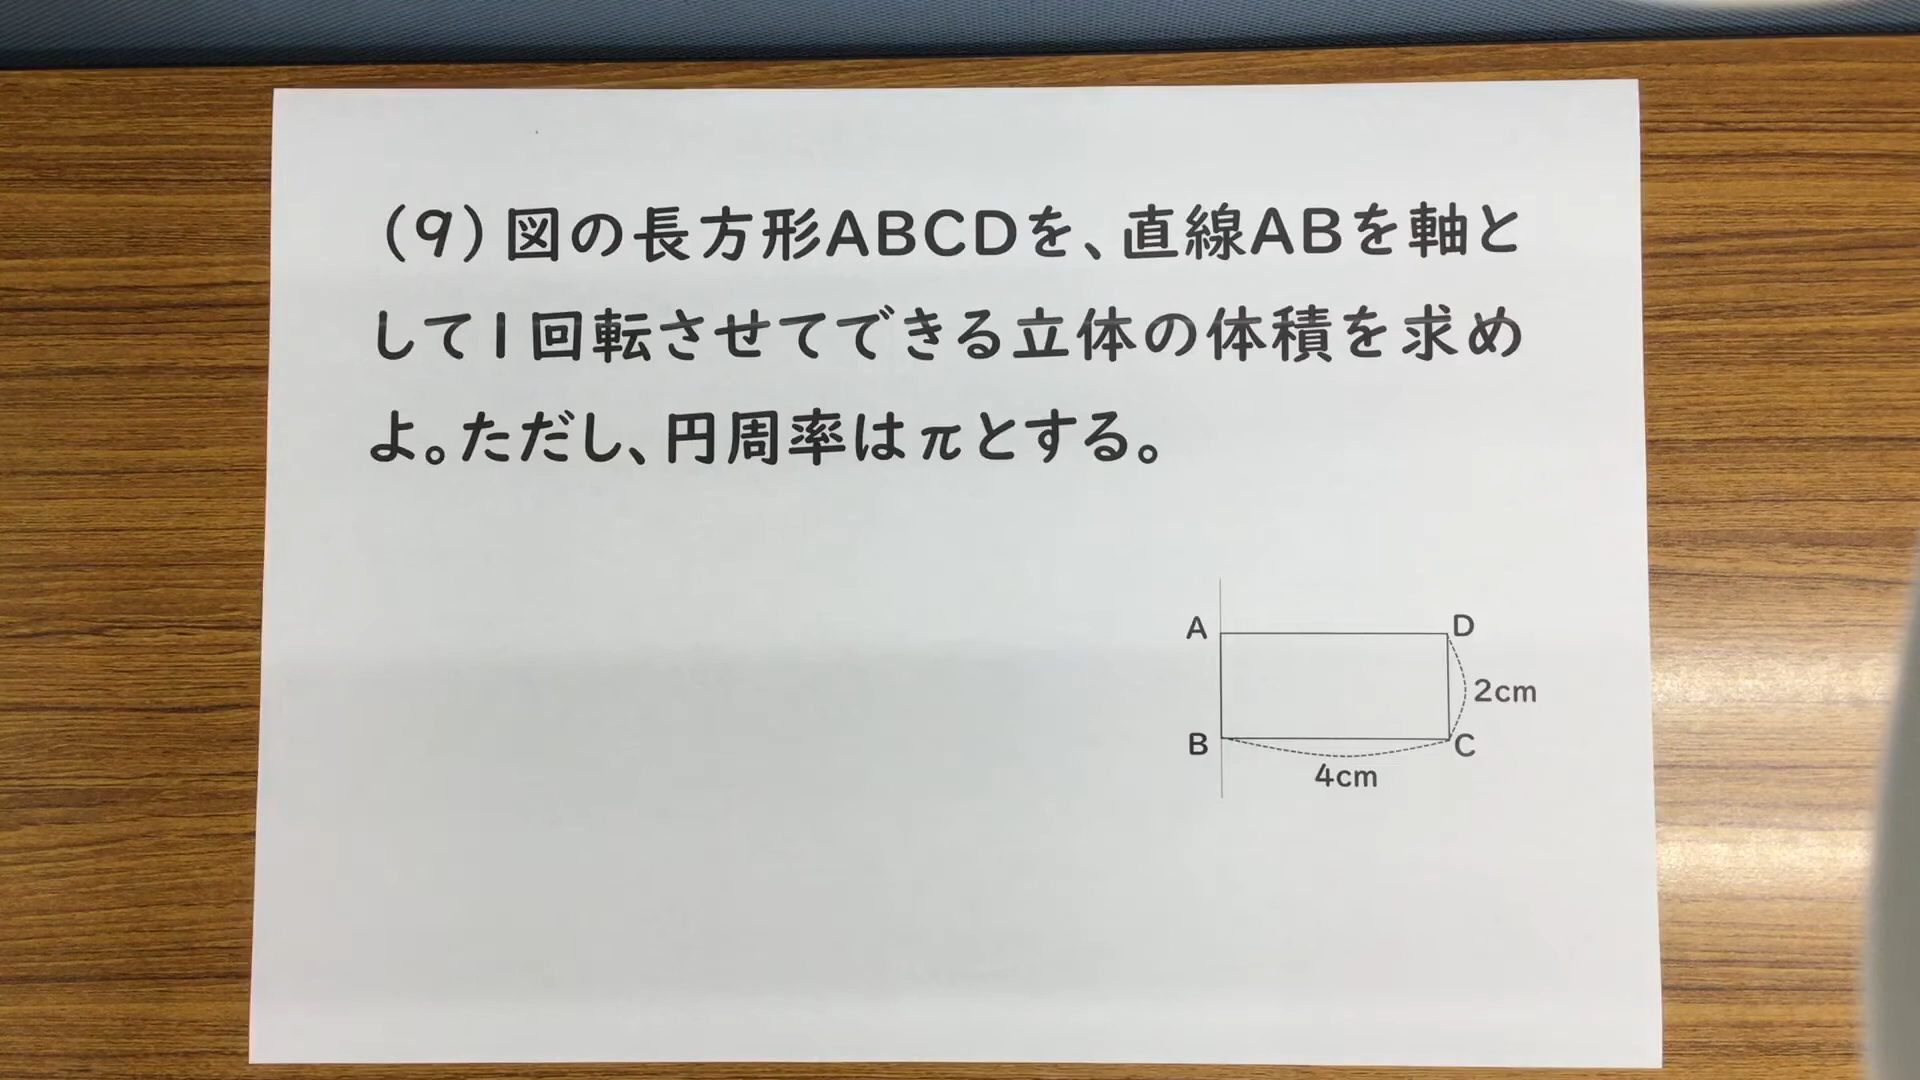 (9)図の長方形ABCDを、直線ABを軸と
して1回転させてできる立体の体積を求め
よ。ただし、円周率はπとする。
A
D
2cm
B
C
4cm